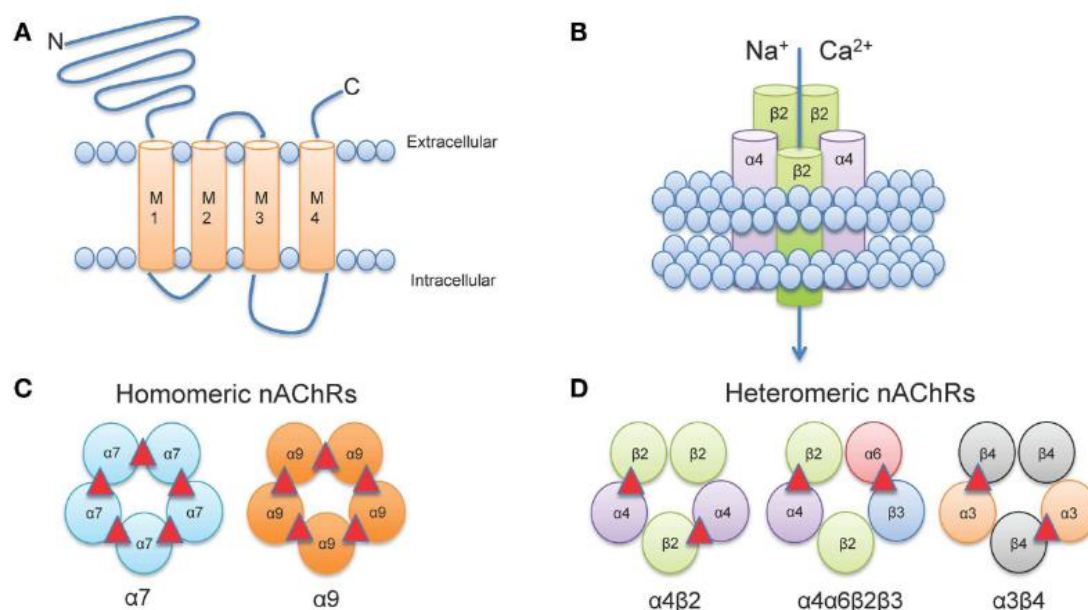 A
N
C
Extracellular
M 1
M 2
M 3
M 4
Intracellular
B
Na⁺ Ca²⁺
β2 β2
α4 β2 α4
C
Homomeric nAChRs
α7 α7
α7 α7
α7
α7
α9 α9
α9 α9
α9
α9
D
Heteromeric nAChRs
β2 β2
α4 α4
β2
α4β2
β2 α6
α4 β3
β2
α4α6β2β3
β4 β4
α3 α3
β4
α3β4